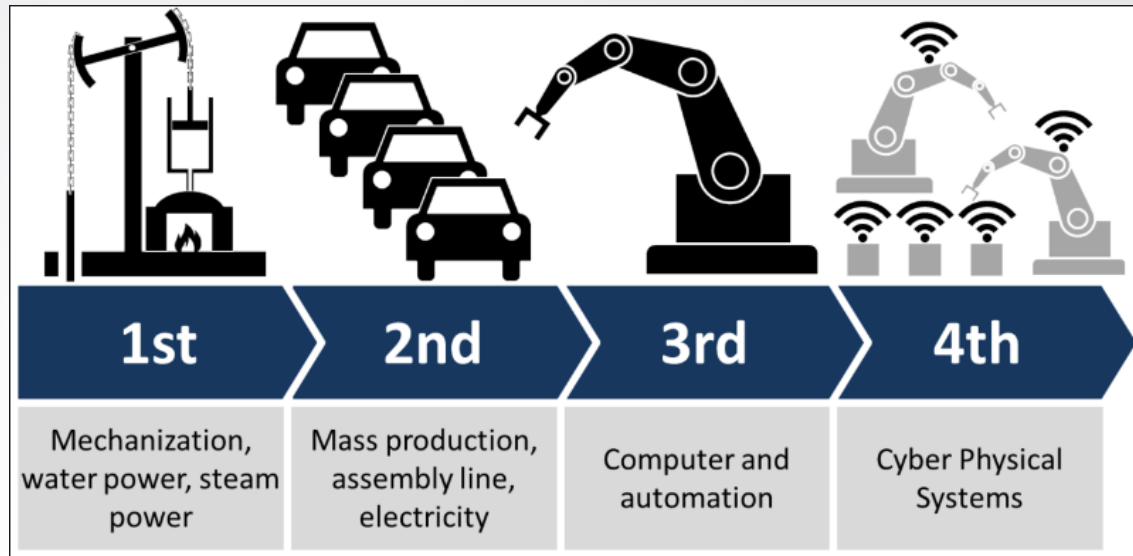 1st
2nd
3rd
4th
Mechanization,
water power, steam
power
Mass production,
assembly line,
electricity
Computer and
automation
Cyber Physical
Systems